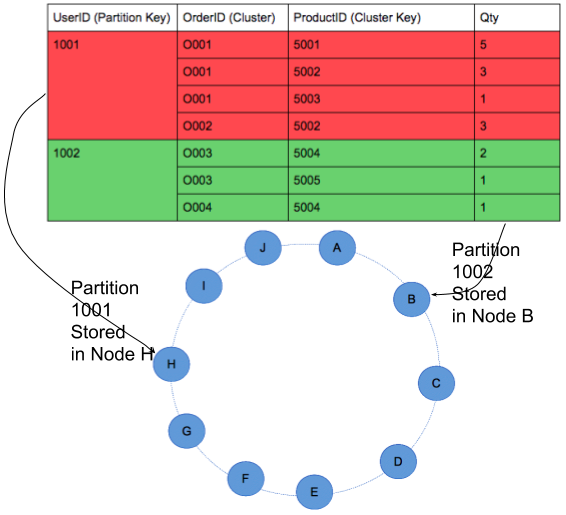 UserID (Partition Key) OrderID (Cluster) ProductID (Cluster Key) Qty
1001 O001 5001 5
O001 5002 3
O001 5003 1
O002 5002 3
1002 O003 5004 2
O003 5005 1
O004 5004 1
Partition
1002
Stored
in Node B
Partition
1001
Stored
in Node H
J
A
I
B
H
C
G
D
F
E